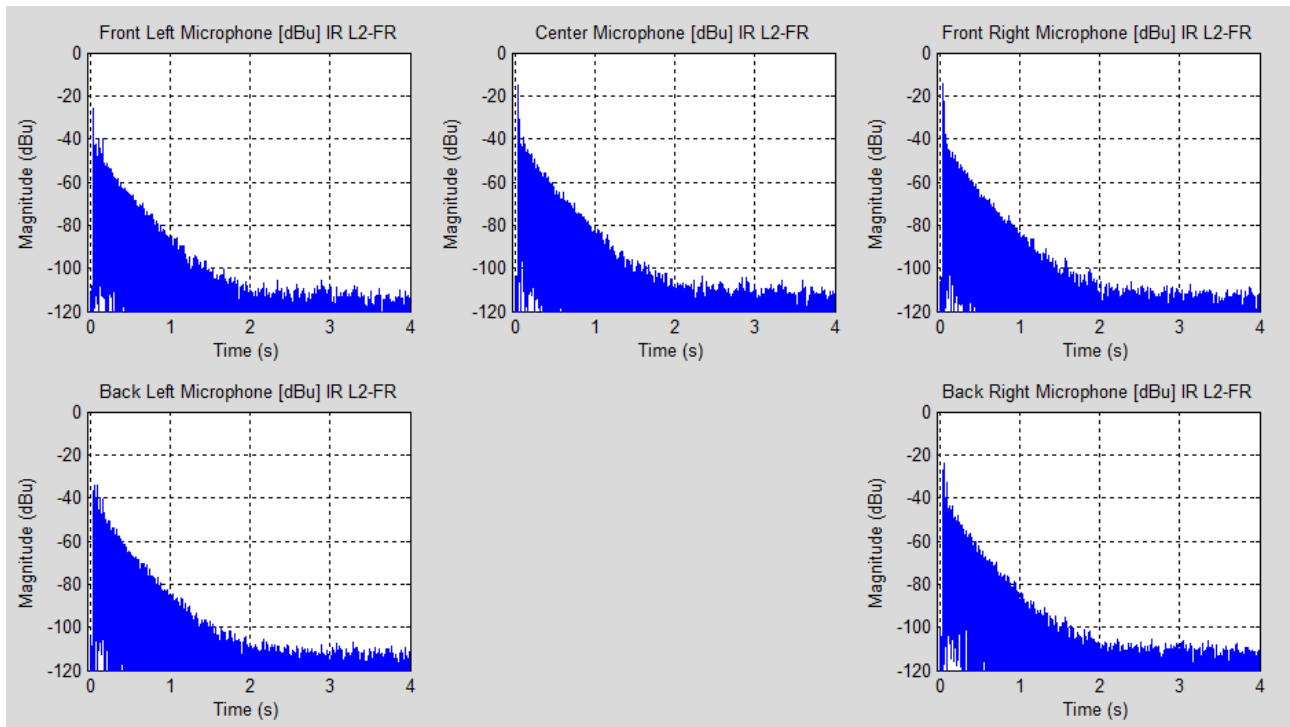 Front Left Microphone [dBu] IR L2-FR
0
-20
-40
-60
-80
-100
-120
Magnitude (dBu)
0 1 2 3 4
Time (s)
Center Microphone [dBu] IR L2-FR
0
-20
-40
-60
-80
-100
-120
Magnitude (dBu)
0 1 2 3 4
Time (s)
Front Right Microphone [dBu] IR L2-FR
0
-20
-40
-60
-80
-100
-120
Magnitude (dBu)
0 1 2 3 4
Time (s)
Back Left Microphone [dBu] IR L2-FR
0
-20
-40
-60
-80
-100
-120
Magnitude (dBu)
0 1 2 3 4
Time (s)
Back Right Microphone [dBu] IR L2-FR
0
-20
-40
-60
-80
-100
-120
Magnitude (dBu)
0 1 2 3 4
Time (s)